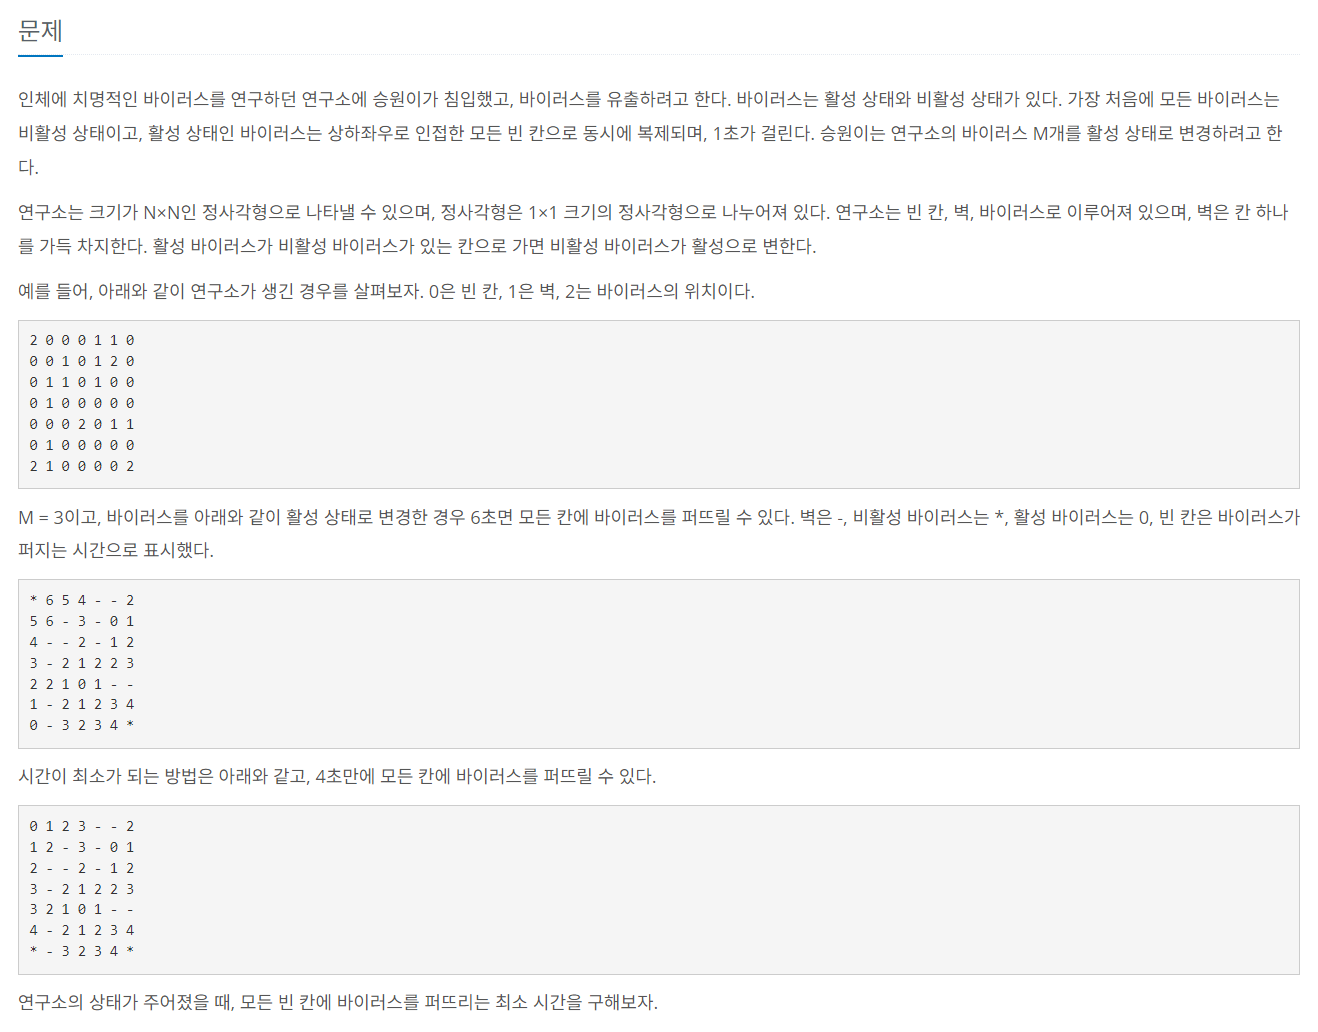 문제
인체에 치명적인 바이러스를 연구하던 연구소에 승원이가 침입했고, 바이러스를 유출하려고 한다. 바이러스는 활성 상태와 비활성 상태가 있다. 가장 처음에 모든 바이러스는
비활성 상태이고, 활성 상태인 바이러스는 상하좌우로 인접한 모든 빈 칸으로 동시에 복제되며, 1초가 걸린다. 승원이는 연구소의 바이러스 M개를 활성 상태로 변경하려고 한
다.
연구소는 크기가 N×N인 정사각형으로 나타낼 수 있으며, 정사각형은 1×1 크기의 정사각형으로 나누어져 있다. 연구소는 빈 칸, 벽, 바이러스로 이루어져 있으며, 벽은 칸 하나
를 가득 차지한다. 활성 바이러스가 비활성 바이러스가 있는 칸으로 가면 비활성 바이러스가 활성으로 변한다.
예를 들어, 아래와 같이 연구소가 생긴 경우를 살펴보자. 0은 빈 칸, 1은 벽, 2는 바이러스의 위치이다.
2 0 0 0 1 1 0
0 0 1 0 1 2 0
0 1 1 0 1 0 0
0 1 0 0 0 0 0
0 0 0 2 0 1 1
0 1 0 0 0 0 0
2 1 0 0 0 0 2
M = 3이고, 바이러스를 아래와 같이 활성 상태로 변경한 경우 6초면 모든 칸에 바이러스를 퍼뜨릴 수 있다. 벽은 -, 비활성 바이러스는 *, 활성 바이러스는 0, 빈 칸은 바이러스가
퍼지는 시간으로 표시했다.
* 6 5 4 - - 2
5 6 - 3 - 0 1
4 - - 2 - 1 2
3 - 2 1 2 2 3
2 2 1 0 1 - -
1 - 2 1 2 3 4
0 - 3 2 3 4 *
시간이 최소가 되는 방법은 아래와 같고, 4초만에 모든 칸에 바이러스를 퍼뜨릴 수 있다.
0 1 2 3 - - 2
1 2 - 3 - 0 1
2 - - 2 - 1 2
3 - 2 1 2 2 3
3 2 1 0 1 - -
4 - 2 1 2 3 4
* - 3 2 3 4 *
연구소의 상태가 주어졌을 때, 모든 빈 칸에 바이러스를 퍼뜨리는 최소 시간을 구해보자.